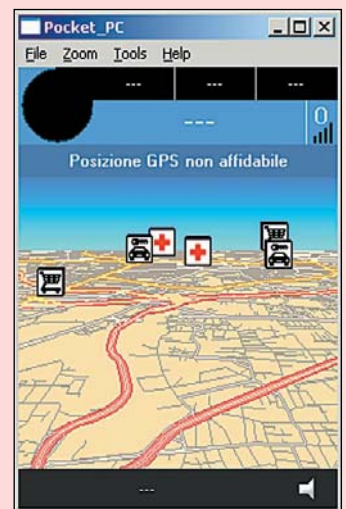 Pocket_PC
File Zoom Tools Help
--- --- ---
--- 0
Posizione GPS non affidabile
---